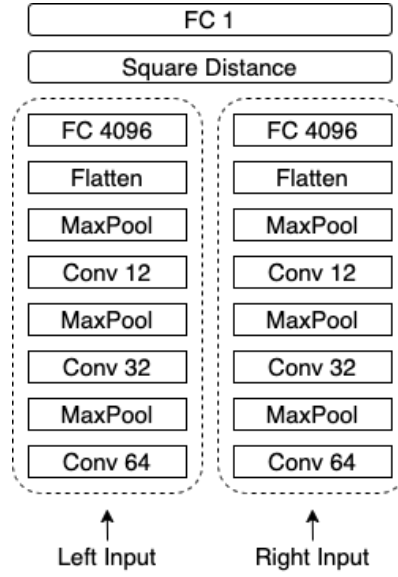 FC 1
Square Distance
FC 4096
Flatten
MaxPool
Conv 12
MaxPool
Conv 32
MaxPool
Conv 64
Left Input
FC 4096
Flatten
MaxPool
Conv 12
MaxPool
Conv 32
MaxPool
Conv 64
Right Input